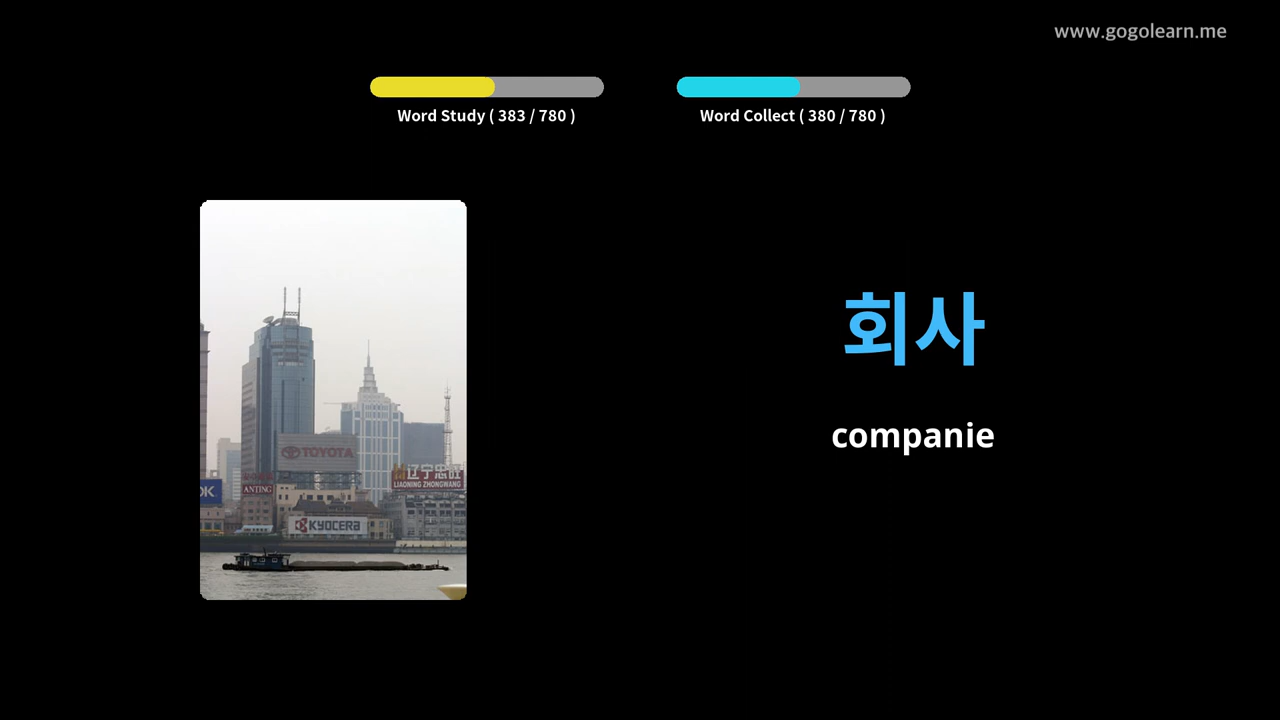 www.gogolearn.me
Word Study ( 383 / 780 )
Word Collect ( 380 / 780 )
회사
companie
TOYOTA
辽宁忠旺
LIAONING ZHONGWANG
OK
ANTING
KYOCERA